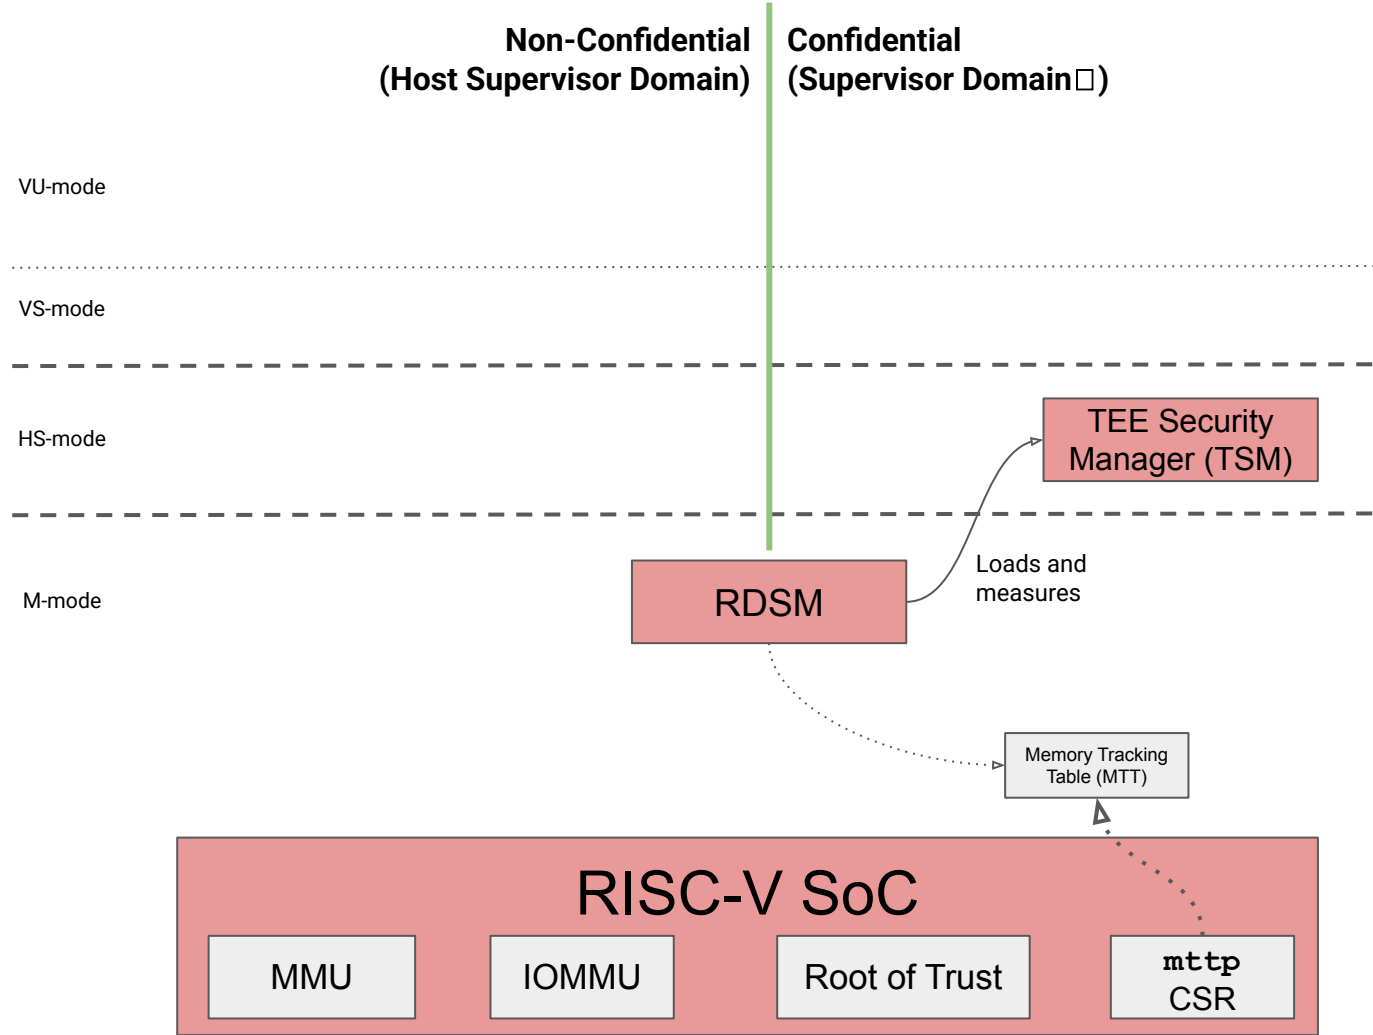 Non-Confidential
(Host Supervisor Domain)
Confidential
(Supervisor Domain□)
VU-mode
VS-mode
HS-mode
TEE Security
Manager (TSM)
M-mode
RDSM
Loads and
measures
Memory Tracking
Table (MTT)
RISC-V SoC
MMU
IOMMU
Root of Trust
mttp
CSR